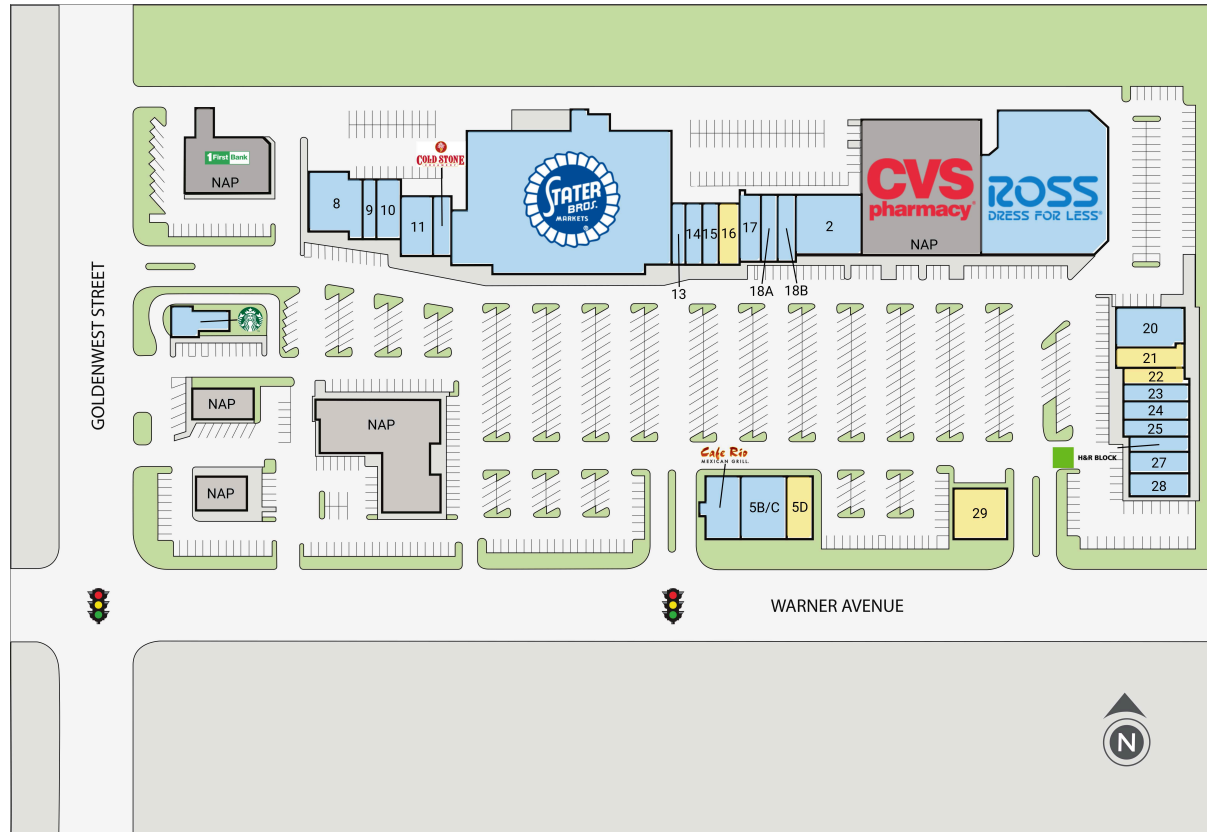 1FirstBank
NAP
COLD STONE
CREAMERY
8
9
10
11
STATER
BROS.
MARKETS
13
14
15
16
17
18A
18B
2
CVS
pharmacy
NAP
ROSS
DRESS FOR LESS
GOLDENWEST STREET
NAP
NAP
NAP
20
21
22
23
24
25
H&R BLOCK
27
28
Cafe Rio
MEXICAN GRILL
5B/C
5D
29
WARNER AVENUE
N